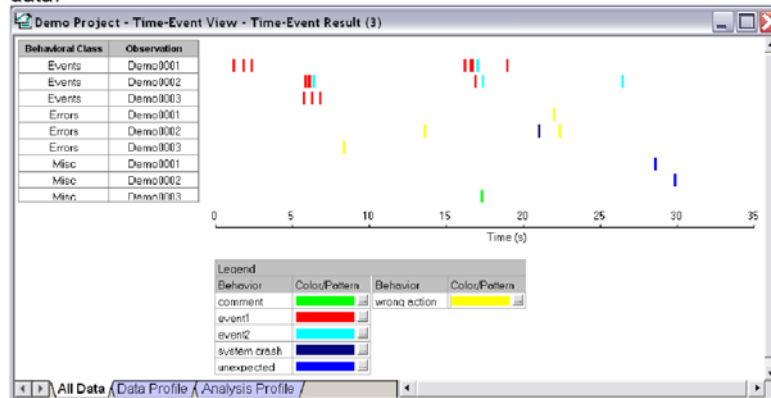 data.
Demo Project - Time-Event View - Time-Event Result (3)
Behavioral Class Observation
Events Demo0001
Events Demo0002
Events Demo0003
Errors Demo0001
Errors Demo0002
Errors Demo0003
Misc Demo0001
Misc Demo0002
Misc Demo0003
0 5 10 15 20 25 30 35
Time (s)
Legend
Behavior Color/Pattern Behavior Color/Pattern
comment wrong action
event1
event2
system crash
unexpected
All Data Data Profile Analysis Profile